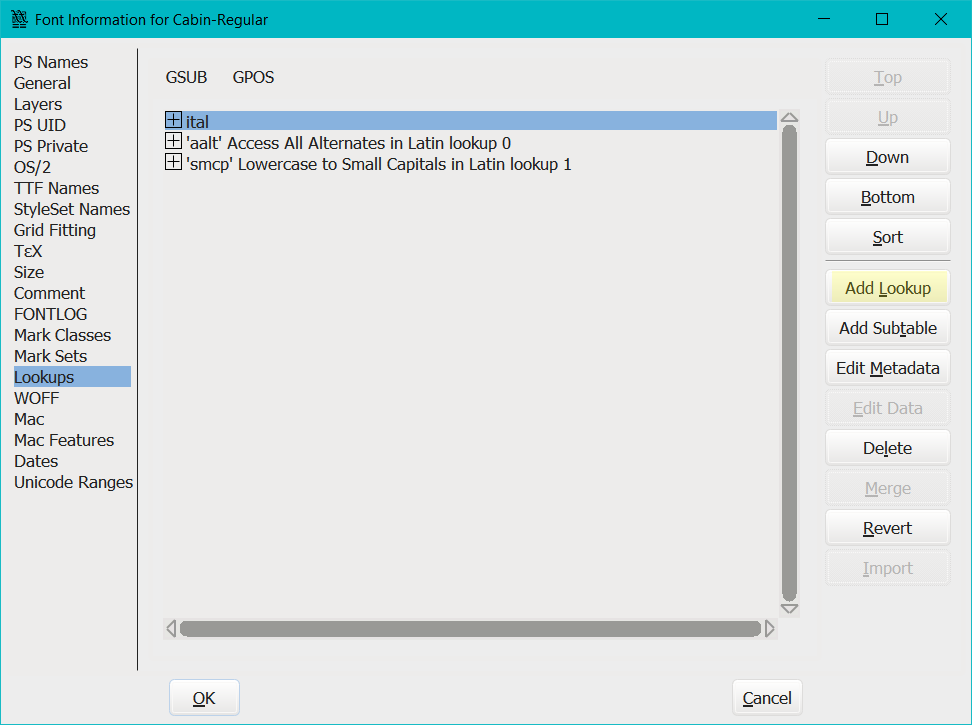 Font Information for Cabin-Regular
PS Names
General
Layers
PS UID
PS Private
OS/2
TTF Names
StyleSet Names
Grid Fitting
TεX
Size
Comment
FONTLOG
Mark Classes
Mark Sets
Lookups
WOFF
Mac
Mac Features
Dates
Unicode Ranges
GSUB GPOS
ital
'aalt' Access All Alternates in Latin lookup 0
'smcp' Lowercase to Small Capitals in Latin lookup 1
Top
Up
Down
Bottom
Sort
Add Lookup
Add Subtable
Edit Metadata
Edit Data
Delete
Merge
Revert
Import
OK
Cancel